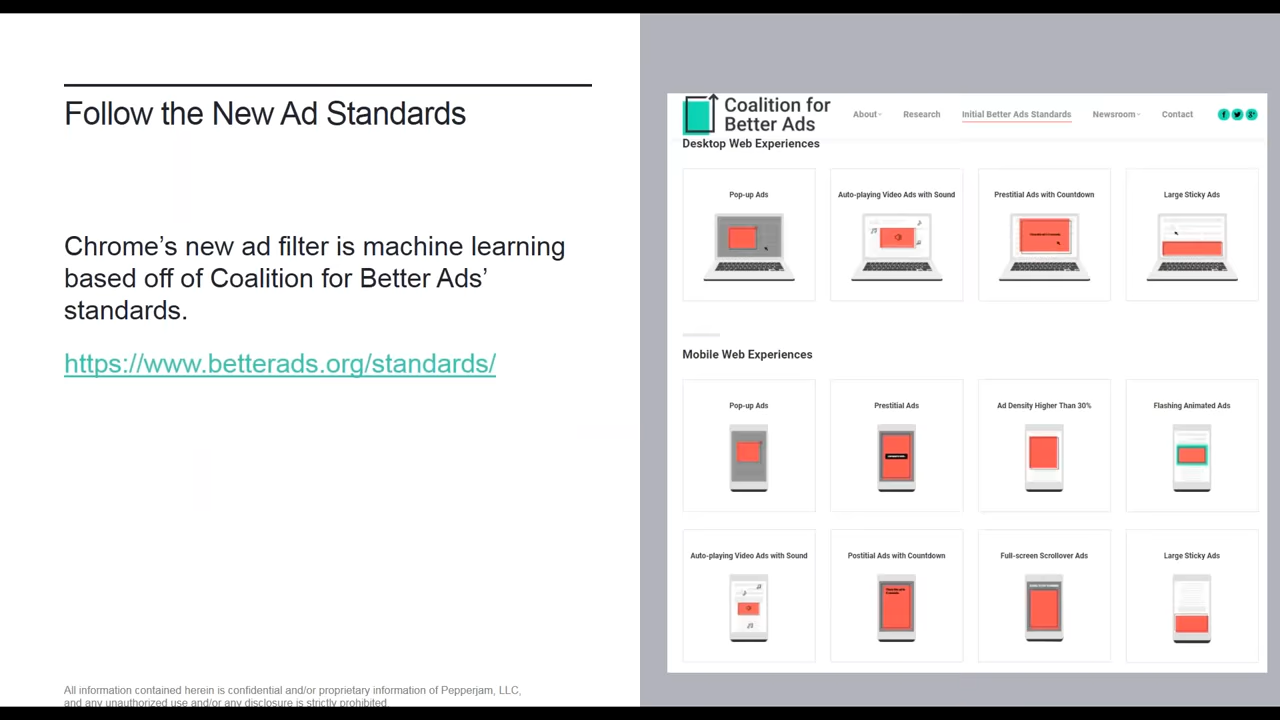 Follow the New Ad Standards
Chrome's new ad filter is machine learning
based off of Coalition for Better Ads'
standards.
https://www.betterads.org/standards/
All information contained herein is confidential and/or proprietary information of Pepperjam, LLC,
and any unauthorized use and/or any disclosure is strictly prohibited.
Coalition for
Better Ads
About
Research
Initial Better Ads Standards
Newsroom
Contact
Desktop Web Experiences
Pop-up Ads
Auto-playing Video Ads with Sound
Prestitial Ads with Countdown
Large Sticky Ads
Mobile Web Experiences
Pop-up Ads
Prestitial Ads
Ad Density Higher Than 30%
Flashing Animated Ads
Auto-playing Video Ads with Sound
Postitial Ads with Countdown
Full-screen Scrollover Ads
Large Sticky Ads